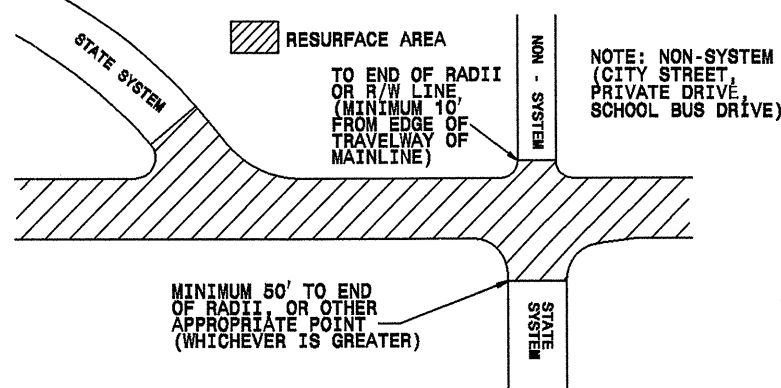 STATE SYSTEM
RESURFACE AREA
TO END OF RADII
OR R/W LINE
(MINIMUM 10'
FROM EDGE OF
TRAVELWAY OF
MAINLINE)
NON - SYSTEM
NOTE: NON-SYSTEM
(CITY STREET,
PRIVATE DRIVE,
SCHOOL BUS DRIVE)
MINIMUM 50' TO END
OF RADII, OR OTHER
APPROPRIATE POINT
(WHICHEVER IS GREATER)
STATE
SYSTEM